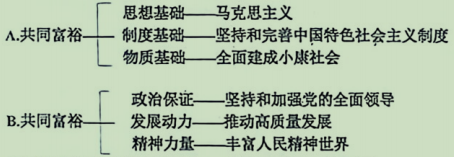 思想基础——马克思主义
A.共同富裕 制度基础——坚持和完善中国特色社会主义制度
物质基础——全面建成小康社会
政治保证——坚持和加强党的全面领导
B.共同富裕 发展动力——推动高质量发展
精神力量——丰富人民精神世界